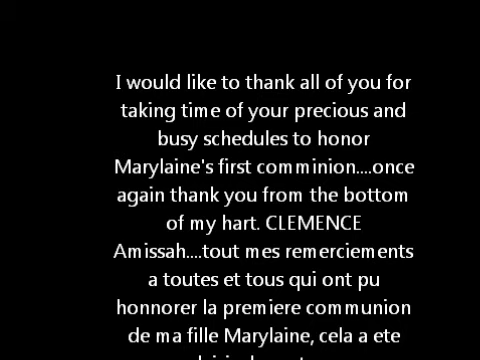 I would like to thank all of you for
taking time of your precious and
busy schedules to honor
Marylaine's first comminion....once
again thank you from the bottom
of my hart. CLEMENCE
Amissah....tout mes remerciements
a toutes et tous qui ont pu
honnorer la premiere communion
de ma fille Marylaine, cela a ete